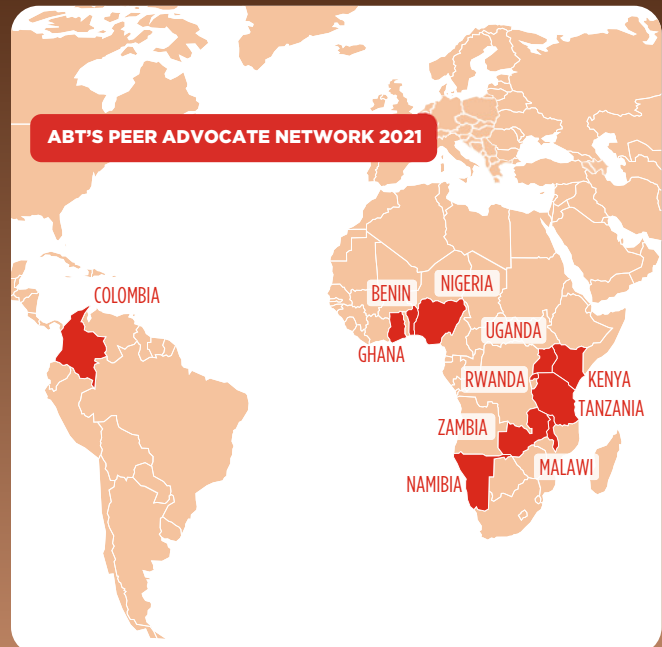 ABT'S PEER ADVOCATE NETWORK 2021
COLOMBIA
BENIN
NIGERIA
GHANA
UGANDA
RWANDA
KENYA
TANZANIA
ZAMBIA
MALAWI
NAMIBIA